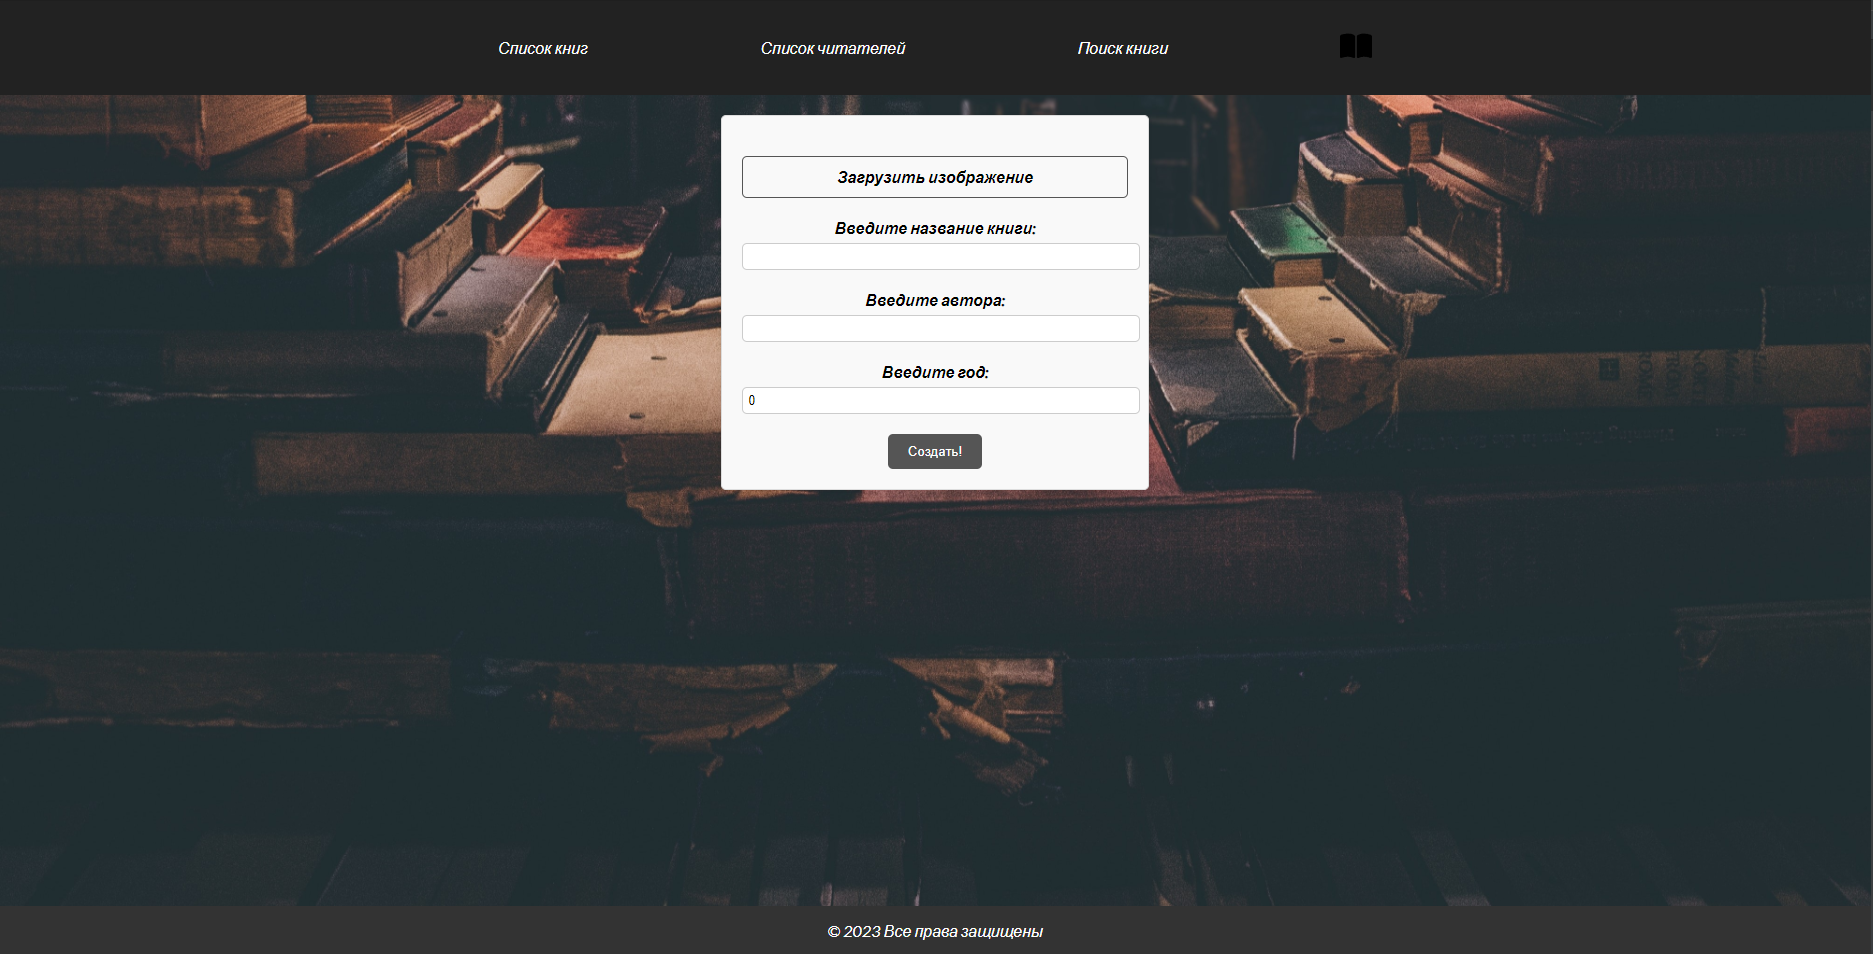 Список книг
Список читателей
Поиск книги
Загрузить изображение
Введите название книги:
Введите автора:
Введите год:
0
Создать!
© 2023 Все права защищены